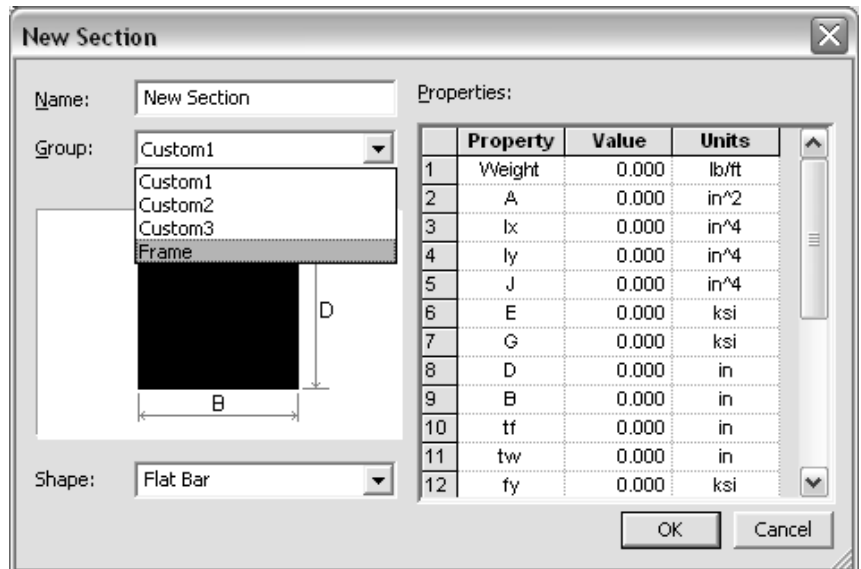 New Section
Name: New Section
Group: Custom1
Custom1
Custom2
Custom3
Frame
D
B
Shape: Flat Bar
Properties:
Property Value Units
1 Weight 0.000 lb/ft
2 A 0.000 in^2
3 Ix 0.000 in^4
4 Iy 0.000 in^4
5 J 0.000 in^4
6 E 0.000 ksi
7 G 0.000 ksi
8 D 0.000 in
9 B 0.000 in
10 tf 0.000 in
11 tw 0.000 in
12 fy 0.000 ksi
OK Cancel